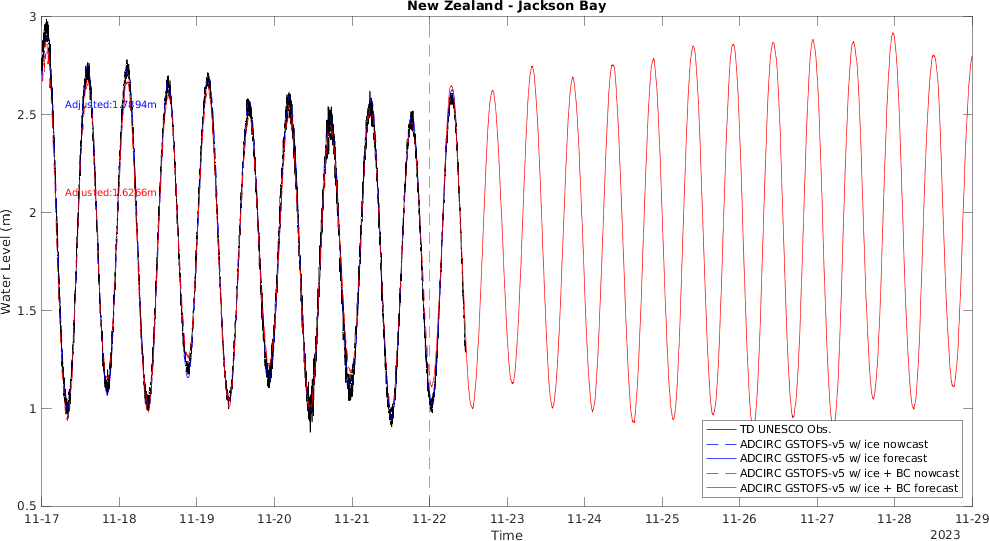 New Zealand - Jackson Bay
Water Level (m)
3
2.5
2
1.5
1
0.5
Adjusted:1.7894m
Adjusted:1.6266m
TD UNESCO Obs.
ADCIRC GSTOFS-v5 w/ ice nowcast
ADCIRC GSTOFS-v5 w/ ice forecast
ADCIRC GSTOFS-v5 w/ ice + BC nowcast
ADCIRC GSTOFS-v5 w/ ice + BC forecast
11-17 11-18 11-19 11-20 11-21 11-22 11-23 11-24 11-25 11-26 11-27 11-28 11-29
Time
2023